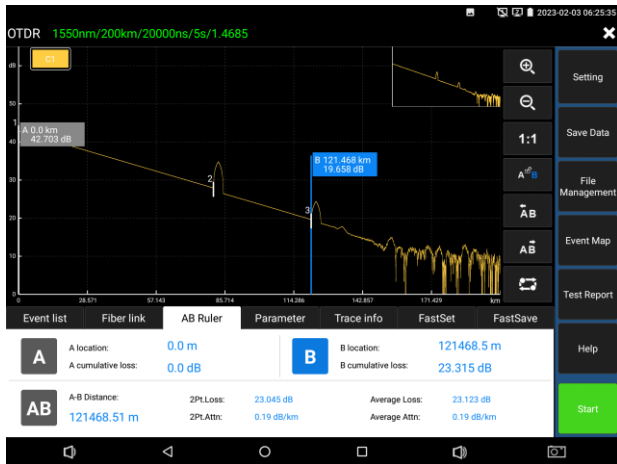 2023-02-03 06:25:35
OTDR 1550nm/200km/20000ns/5s/1.4685
dB
C1
50
1
A 0.0 km
42.703 dB
40
B 121.468 km
19.658 dB
30
2
3
20
10
0
0 28.571 57.143 85.714 114.286 142.857 171.429 km
1:1
A B
AB
AB
Setting
Save Data
File
Management
Event Map
Test Report
Help
Start
Event list Fiber link AB Ruler Parameter Trace info FastSet FastSave
A
A location: 0.0 m
A cumulative loss: 0.0 dB
B
B location: 121468.5 m
B cumulative loss: 23.315 dB
AB
A-B Distance:
121468.51 m
2Pt.Loss: 23.045 dB
2Pt.Attn: 0.19 dB/km
Average Loss: 23.123 dB
Average Attn: 0.19 dB/km